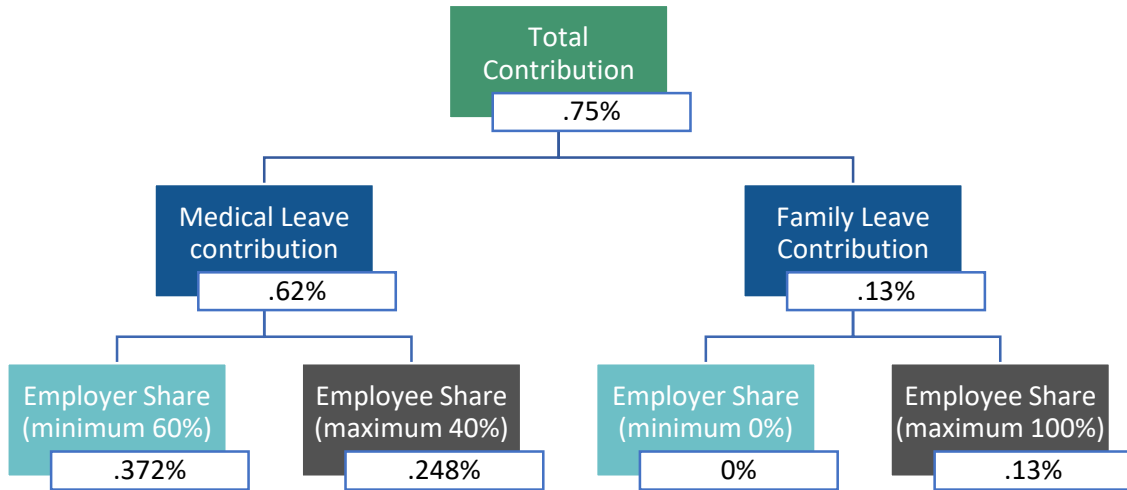 Total
Contribution
.75%
Medical Leave
contribution
.62%
Family Leave
Contribution
.13%
Employer Share
(minimum 60%)
.372%
Employee Share
(maximum 40%)
.248%
Employer Share
(minimum 0%)
0%
Employee Share
(maximum 100%)
.13%